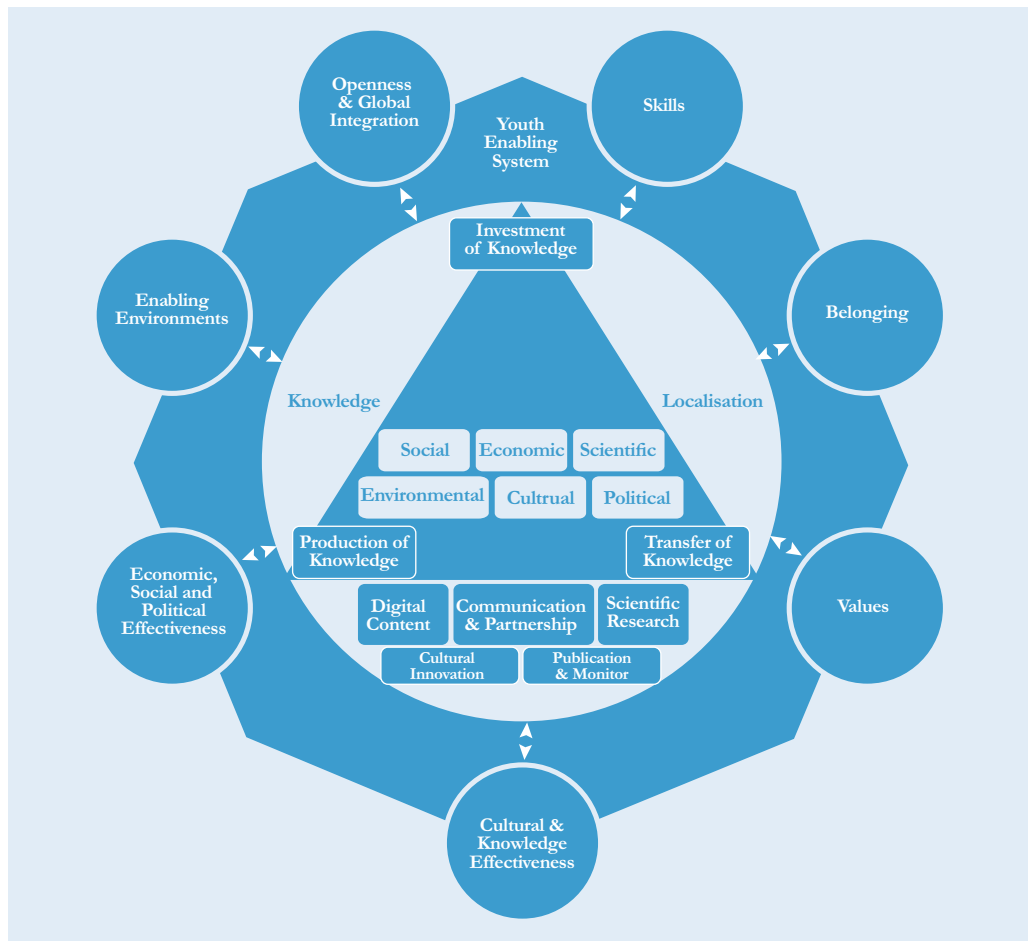 Openness
& Global
Integration
Skills
Youth
Enabling
System
Investment
of Knowledge
Enabling
Environments
Belonging
Knowledge
Localisation
Social
Economic
Scientific
Environmental
Cultrual
Political
Production of
Knowledge
Transfer of
Knowledge
Economic,
Social and
Political
Effectiveness
Values
Digital
Content
Communication
& Partnership
Scientific
Research
Cultural
Innovation
Publication
& Monitor
Cultural &
Knowledge
Effectiveness